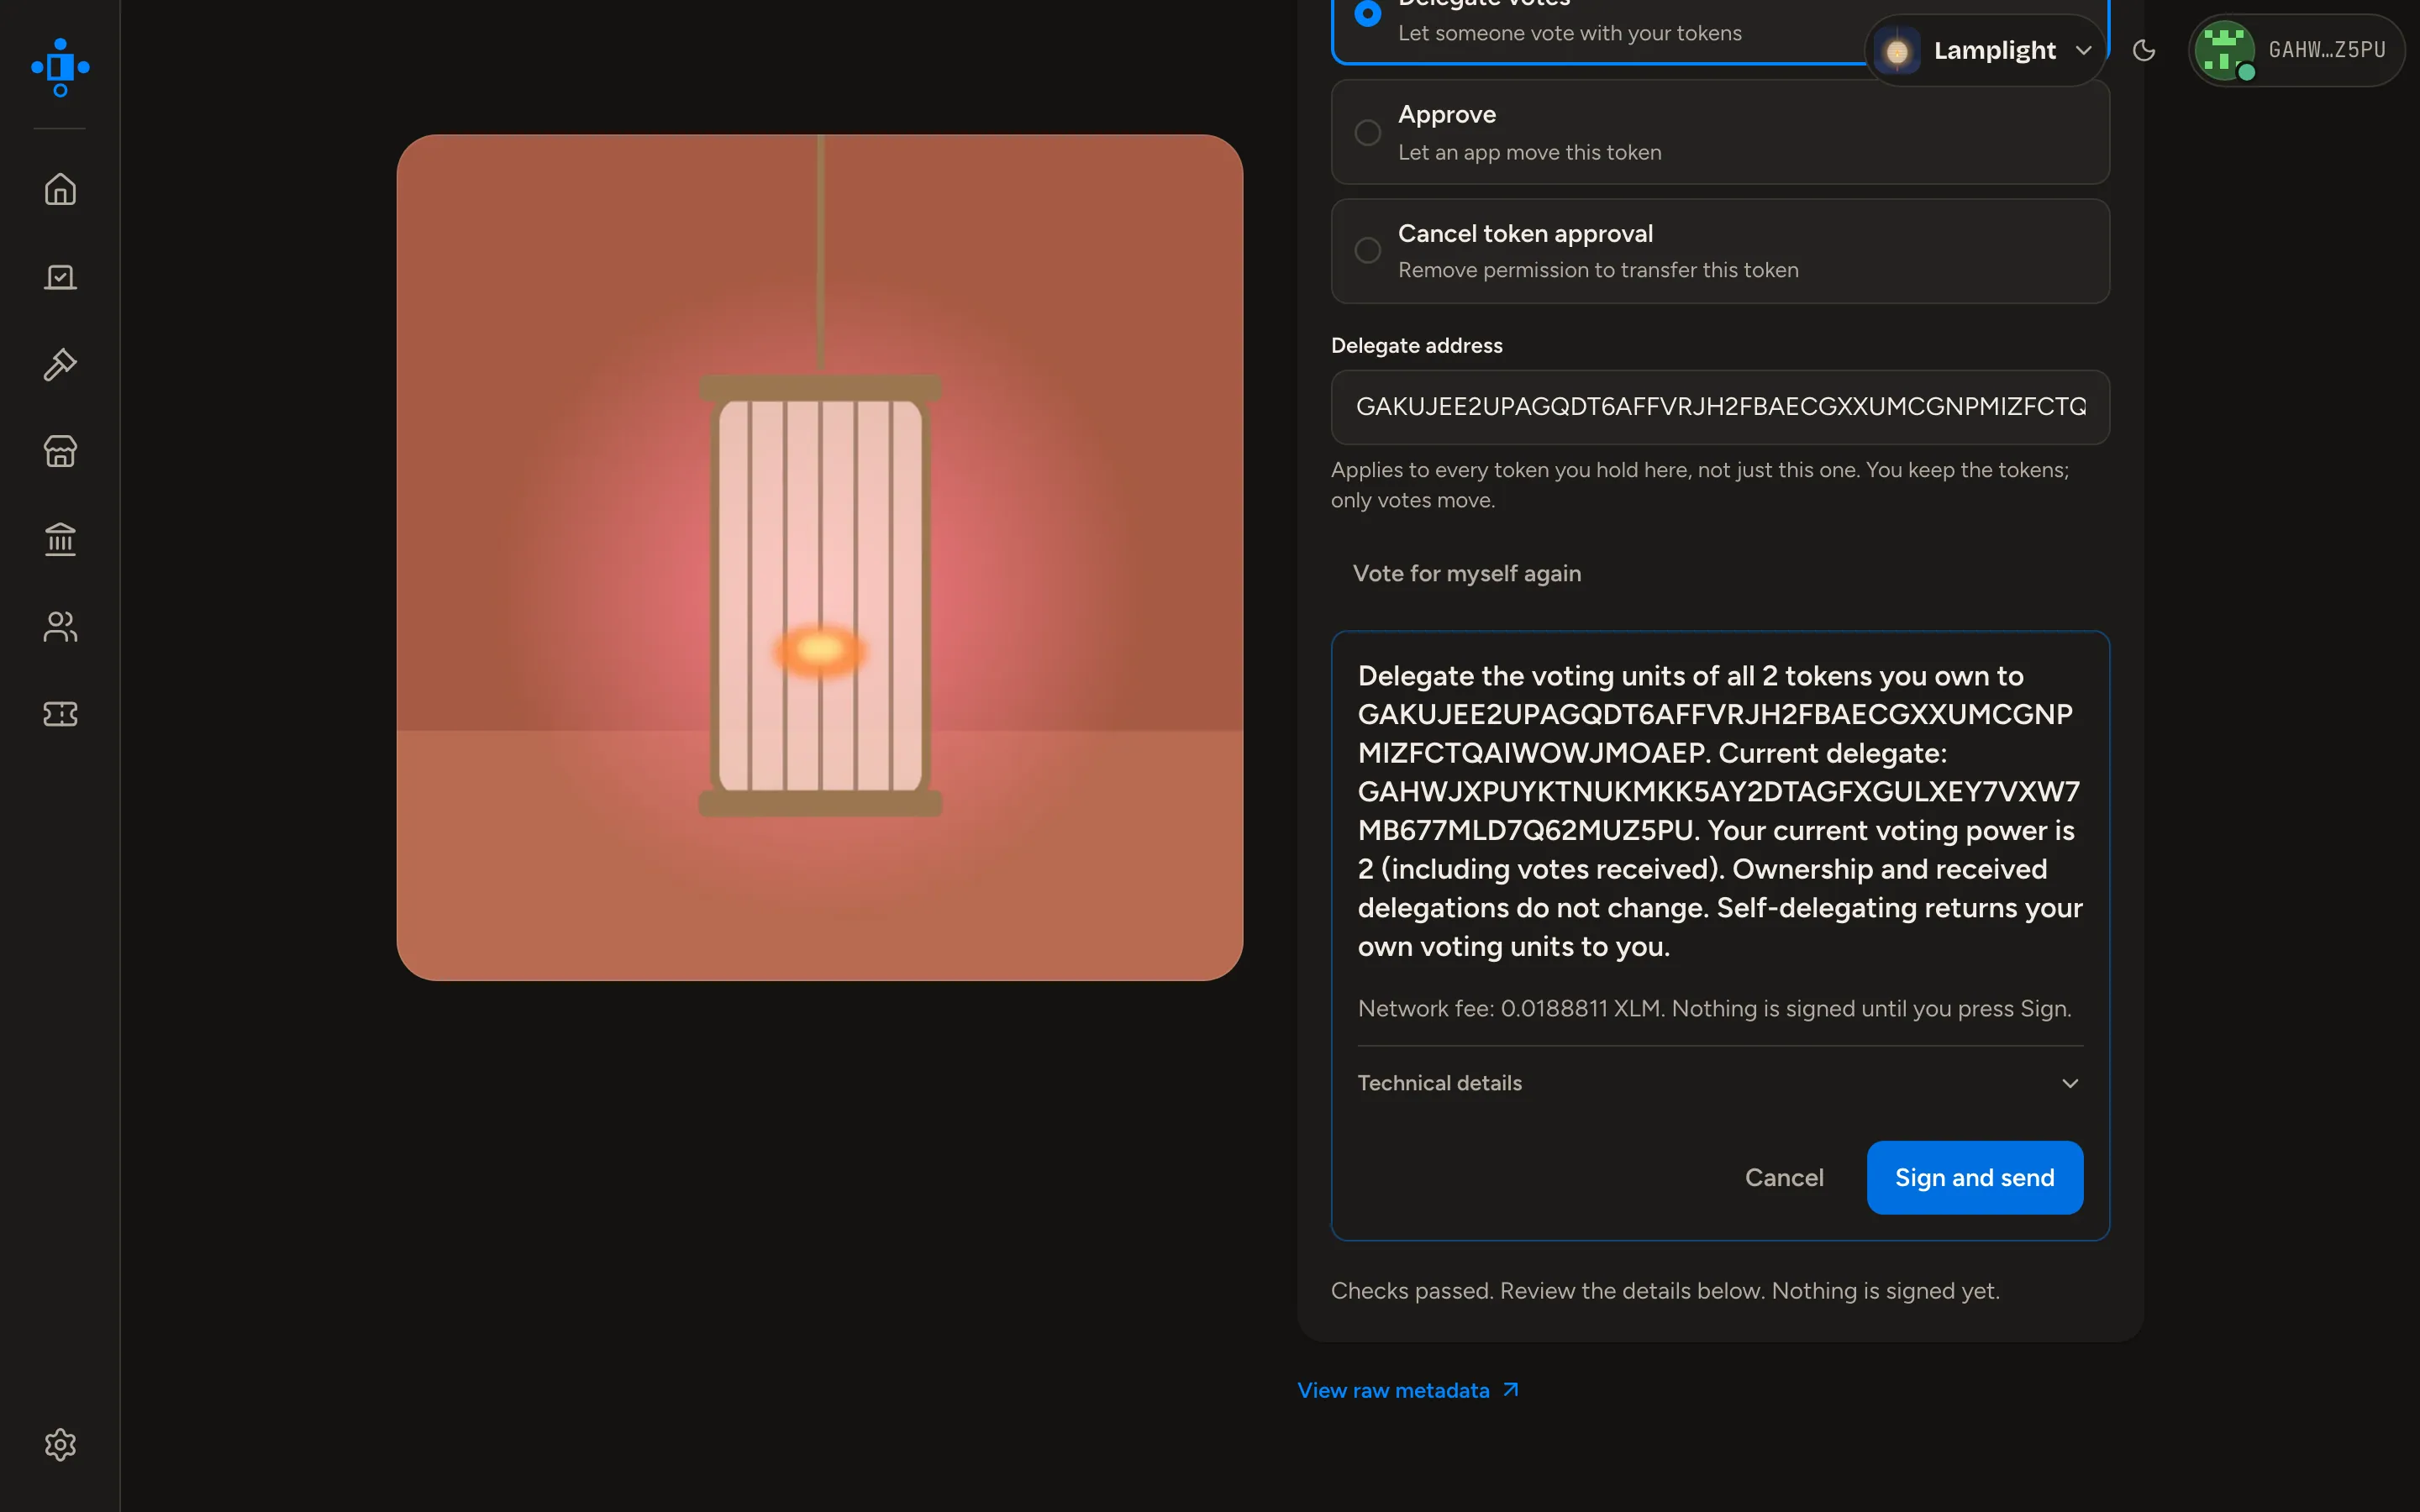 Delegate votes
Let someone vote with your tokens
Lamplight
GAHW...Z5PU
Approve
Let an app move this token
Cancel token approval
Remove permission to transfer this token
Delegate address
GAKUJEE2UPAGQDT6AFFVRJH2FBAECGXXUMCGNPMIZFCTQ
Applies to every token you hold here, not just this one. You keep the tokens;
only votes move.
Vote for myself again
Delegate the voting units of all 2 tokens you own to
GAKUJEE2UPAGQDT6AFFVRJH2FBAECGXXUMCGNP
MIZFCTQAIWOWJMOAEP. Current delegate:
GAHWJXPUYKTNUKMKK5AY2DTAGFXGULXEY7VXW7
MB677MLD7Q62MUZ5PU. Your current voting power is
2 (including votes received). Ownership and received
delegations do not change. Self-delegating returns your
own voting units to you.
Network fee: 0.0188811 XLM. Nothing is signed until you press Sign.
Technical details
Cancel
Sign and send
Checks passed. Review the details below. Nothing is signed yet.
View raw metadata